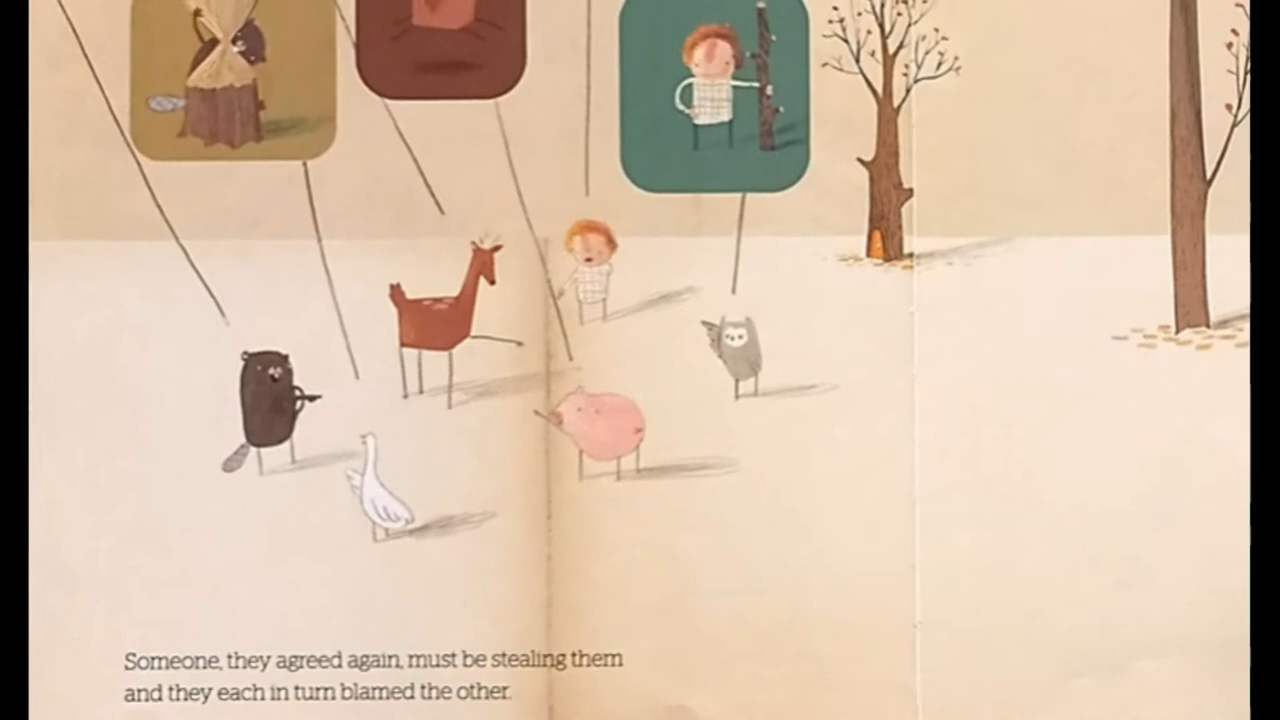 Someone, they agreed again, must be stealing them
and they each in turn blamed the other.